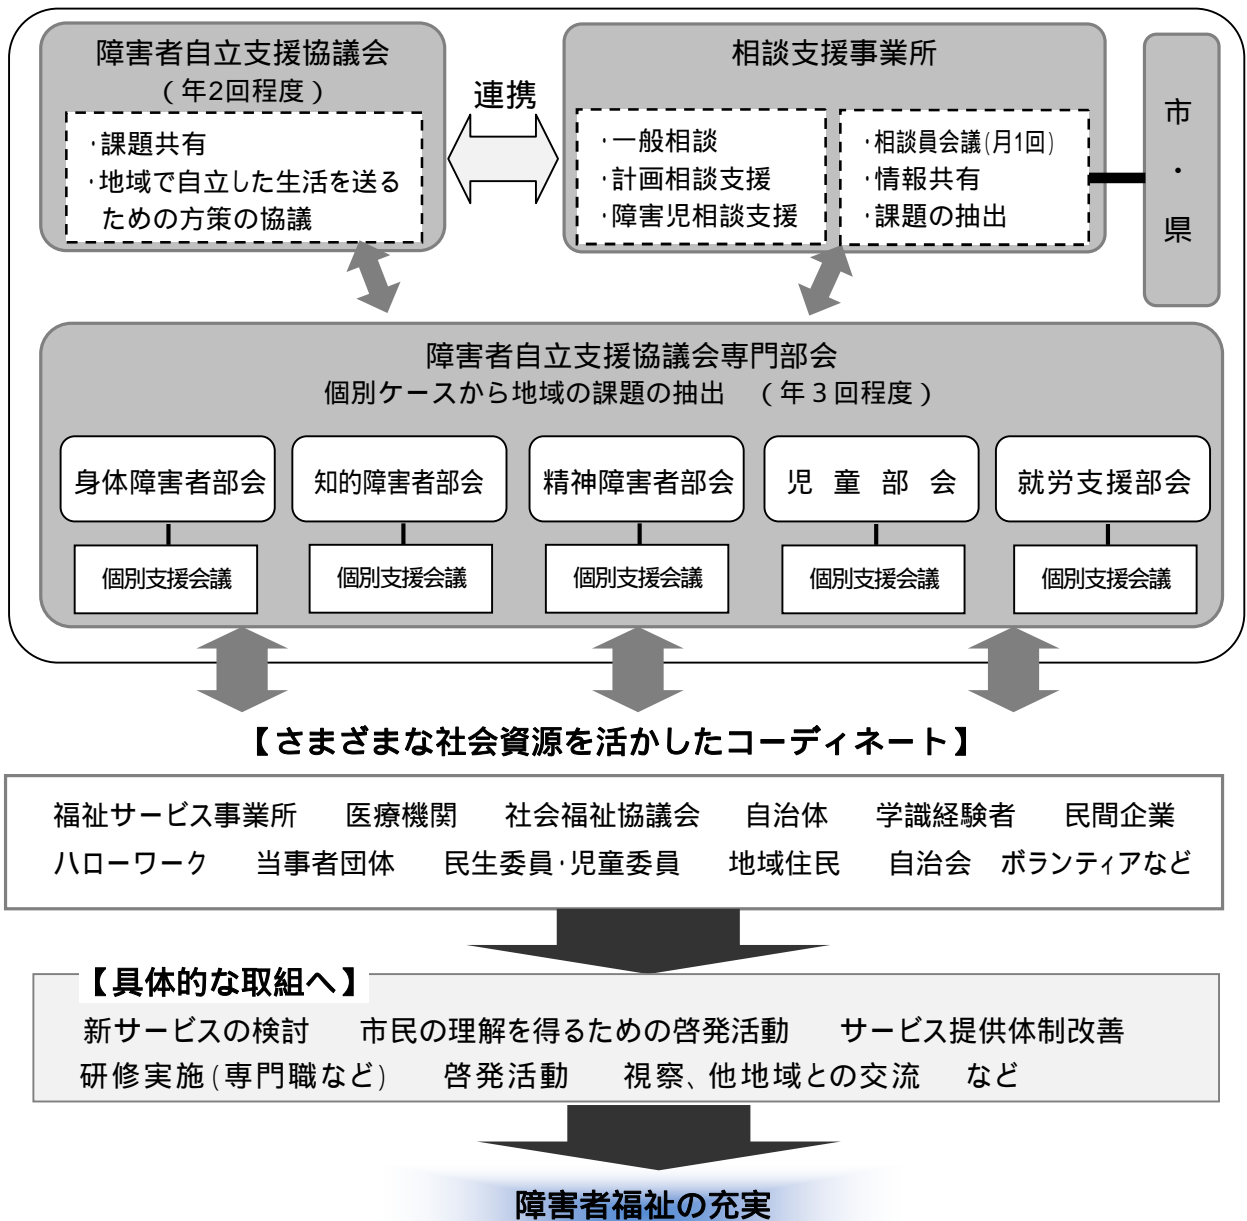 障害者自立支援協議会
（年2回程度）
・課題共有
・地域で自立した生活を送る
ための方策の協議
連携
相談支援事業所
・一般相談
・計画相談支援
・障害児相談支援
・相談員会議(月1回)
・情報共有
・課題の抽出
市・県
障害者自立支援協議会専門部会
個別ケースから地域の課題の抽出　（年３回程度）
身体障害者部会
知的障害者部会
精神障害者部会
児童部会
就労支援部会
個別支援会議
個別支援会議
個別支援会議
個別支援会議
個別支援会議
【さまざまな社会資源を活かしたコーディネート】
福祉サービス事業所　医療機関　社会福祉協議会　自治体　学識経験者　民間企業
ハローワーク　当事者団体　民生委員・児童委員　地域住民　自治会　ボランティアなど
【具体的な取組へ】
新サービスの検討　市民の理解を得るための啓発活動　サービス提供体制改善
研修実施(専門職など)　啓発活動　視察、他地域との交流　など
障害者福祉の充実